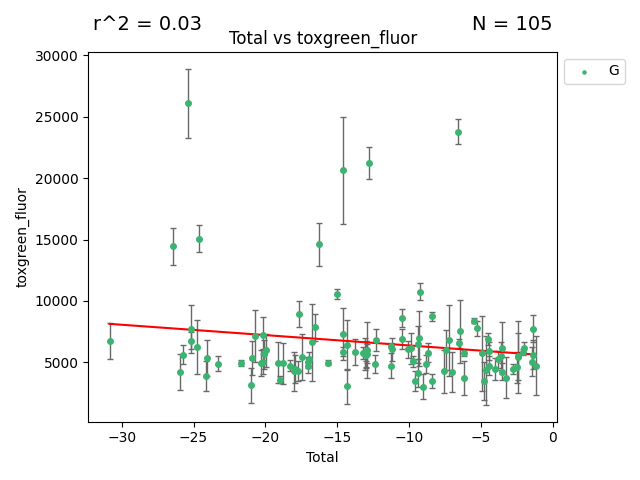 r^2 = 0.03 N = 105
Total vs toxgreen_fluor
G
30000
25000
20000
15000
10000
5000
toxgreen_fluor
−30 −25 −20 −15 −10 −5 0
Total